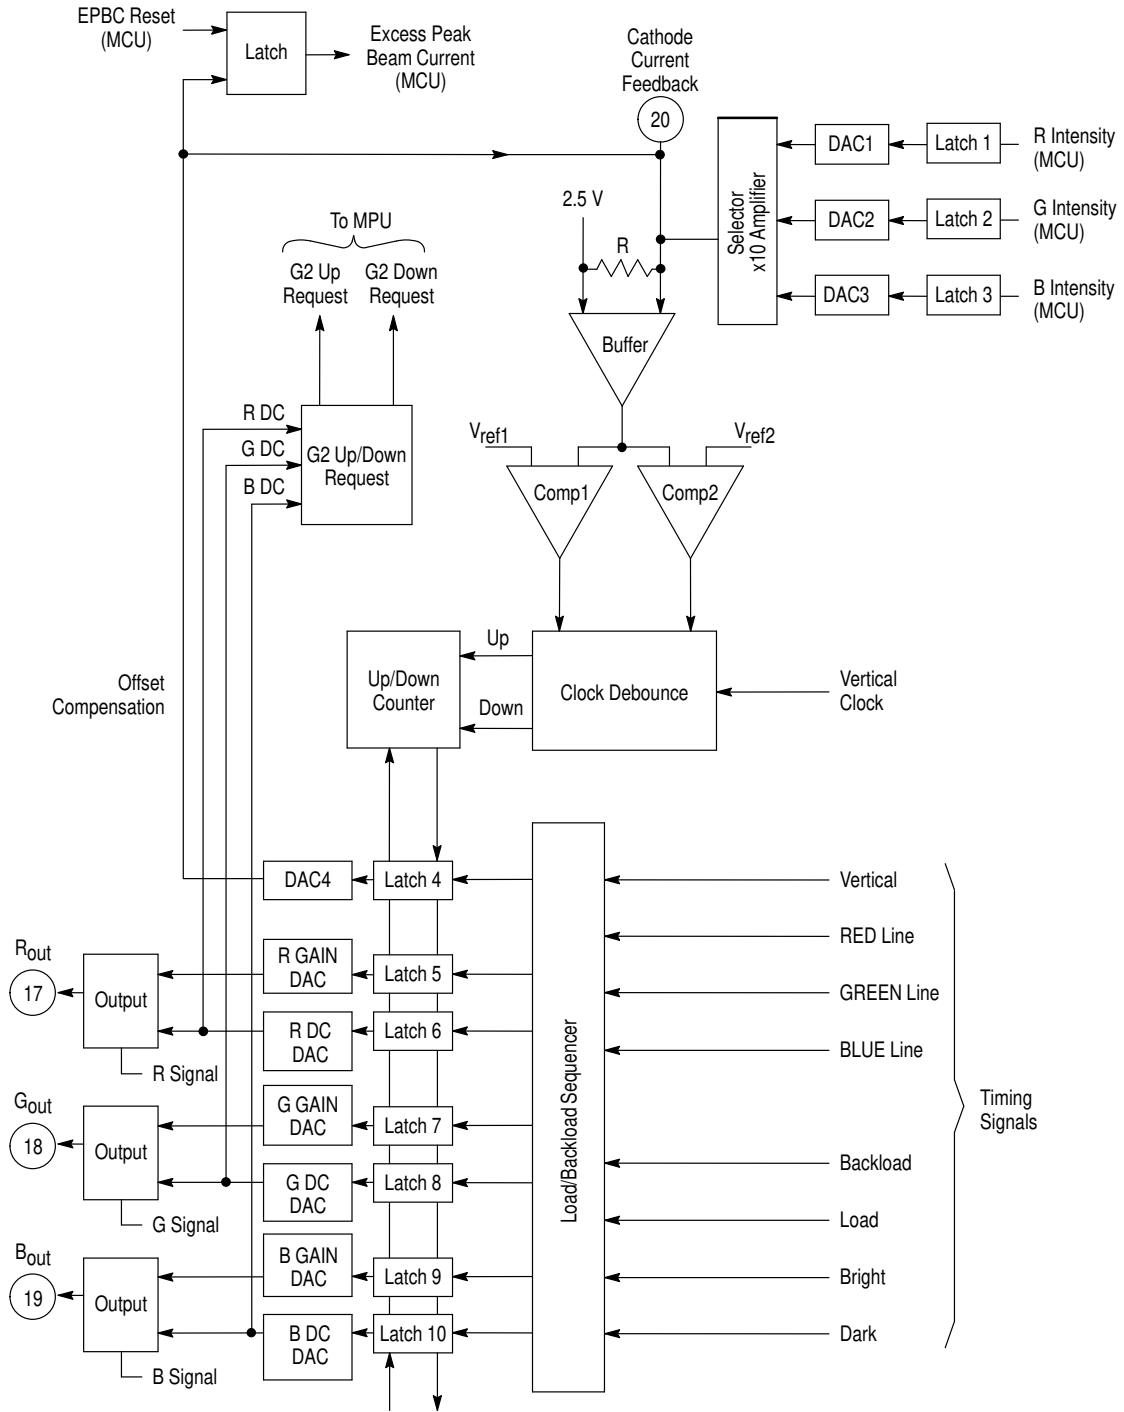 EPBC Reset
(MCU)
Latch
Excess Peak
Beam Current
(MCU)
Cathode
Current
Feedback
20
Selector
x10 Amplifier
DAC1
Latch 1
R Intensity
(MCU)
DAC2
Latch 2
G Intensity
(MCU)
DAC3
Latch 3
B Intensity
(MCU)
2.5 V
R
Buffer
To MPU
G2 Up
Request
G2 Down
Request
R DC
G DC
B DC
G2 Up/Down
Request
Vref1
Vref2
Comp1
Comp2
Up/Down
Counter
Up
Down
Clock Debounce
Vertical
Clock
Offset
Compensation
DAC4
Latch 4
Load/Backload Sequencer
Vertical
RED Line
GREEN Line
BLUE Line
Backload
Load
Bright
Dark
Timing
Signals
Rout
17
Output
R GAIN
DAC
Latch 5
R DC
DAC
Latch 6
R Signal
Gout
18
Output
G GAIN
DAC
Latch 7
G DC
DAC
Latch 8
G Signal
Bout
19
Output
B GAIN
DAC
Latch 9
B DC
DAC
Latch 10
B Signal